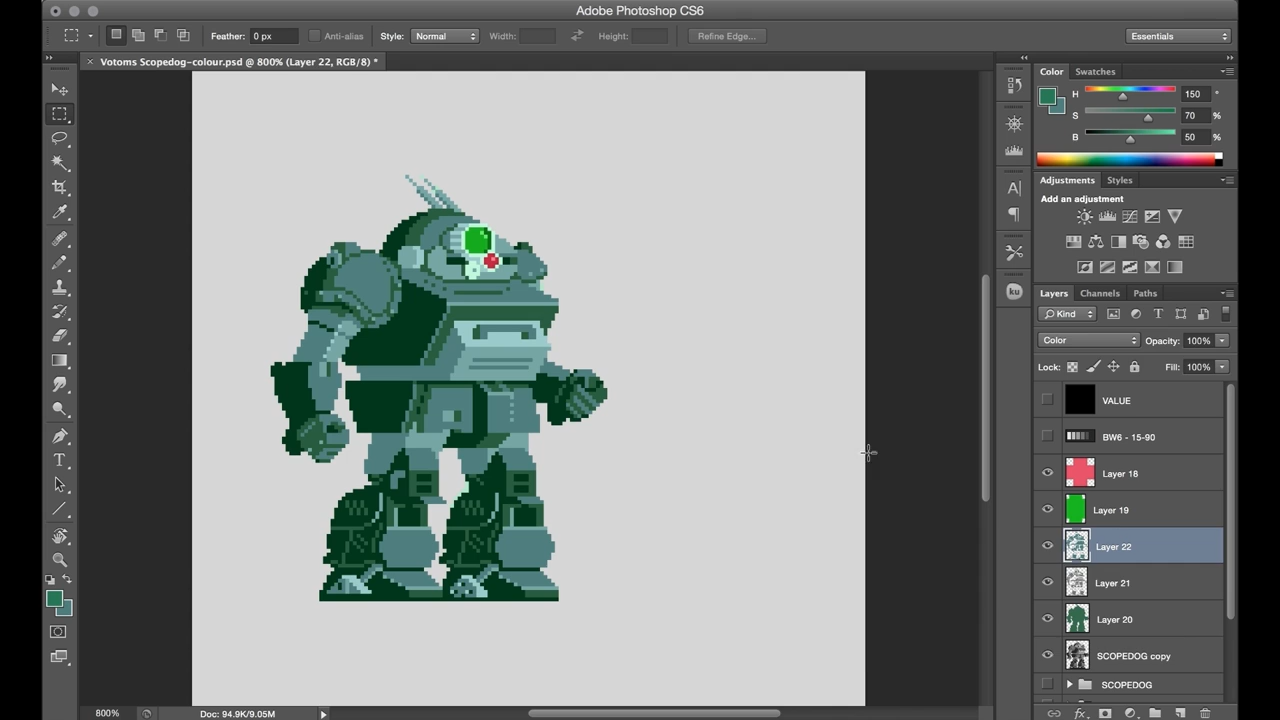 Adobe Photoshop CS6
Feather: 0 px Anti-alias Style: Normal Width: Height: Refine Edge... Essentials
Votoms Scopedog-colour.psd @ 800% (Layer 22, RGB/8) *
Color Swatches
H 150 °
S 70 %
B 50 %
Adjustments Styles
Add an adjustment
Layers Channels Paths
Kind
Color Opacity: 100%
Lock: Fill: 100%
VALUE
BW6 - 15-90
Layer 18
Layer 19
Layer 22
Layer 21
Layer 20
SCOPEDOG copy
SCOPEDOG
800% Doc: 94.9K/9.05M